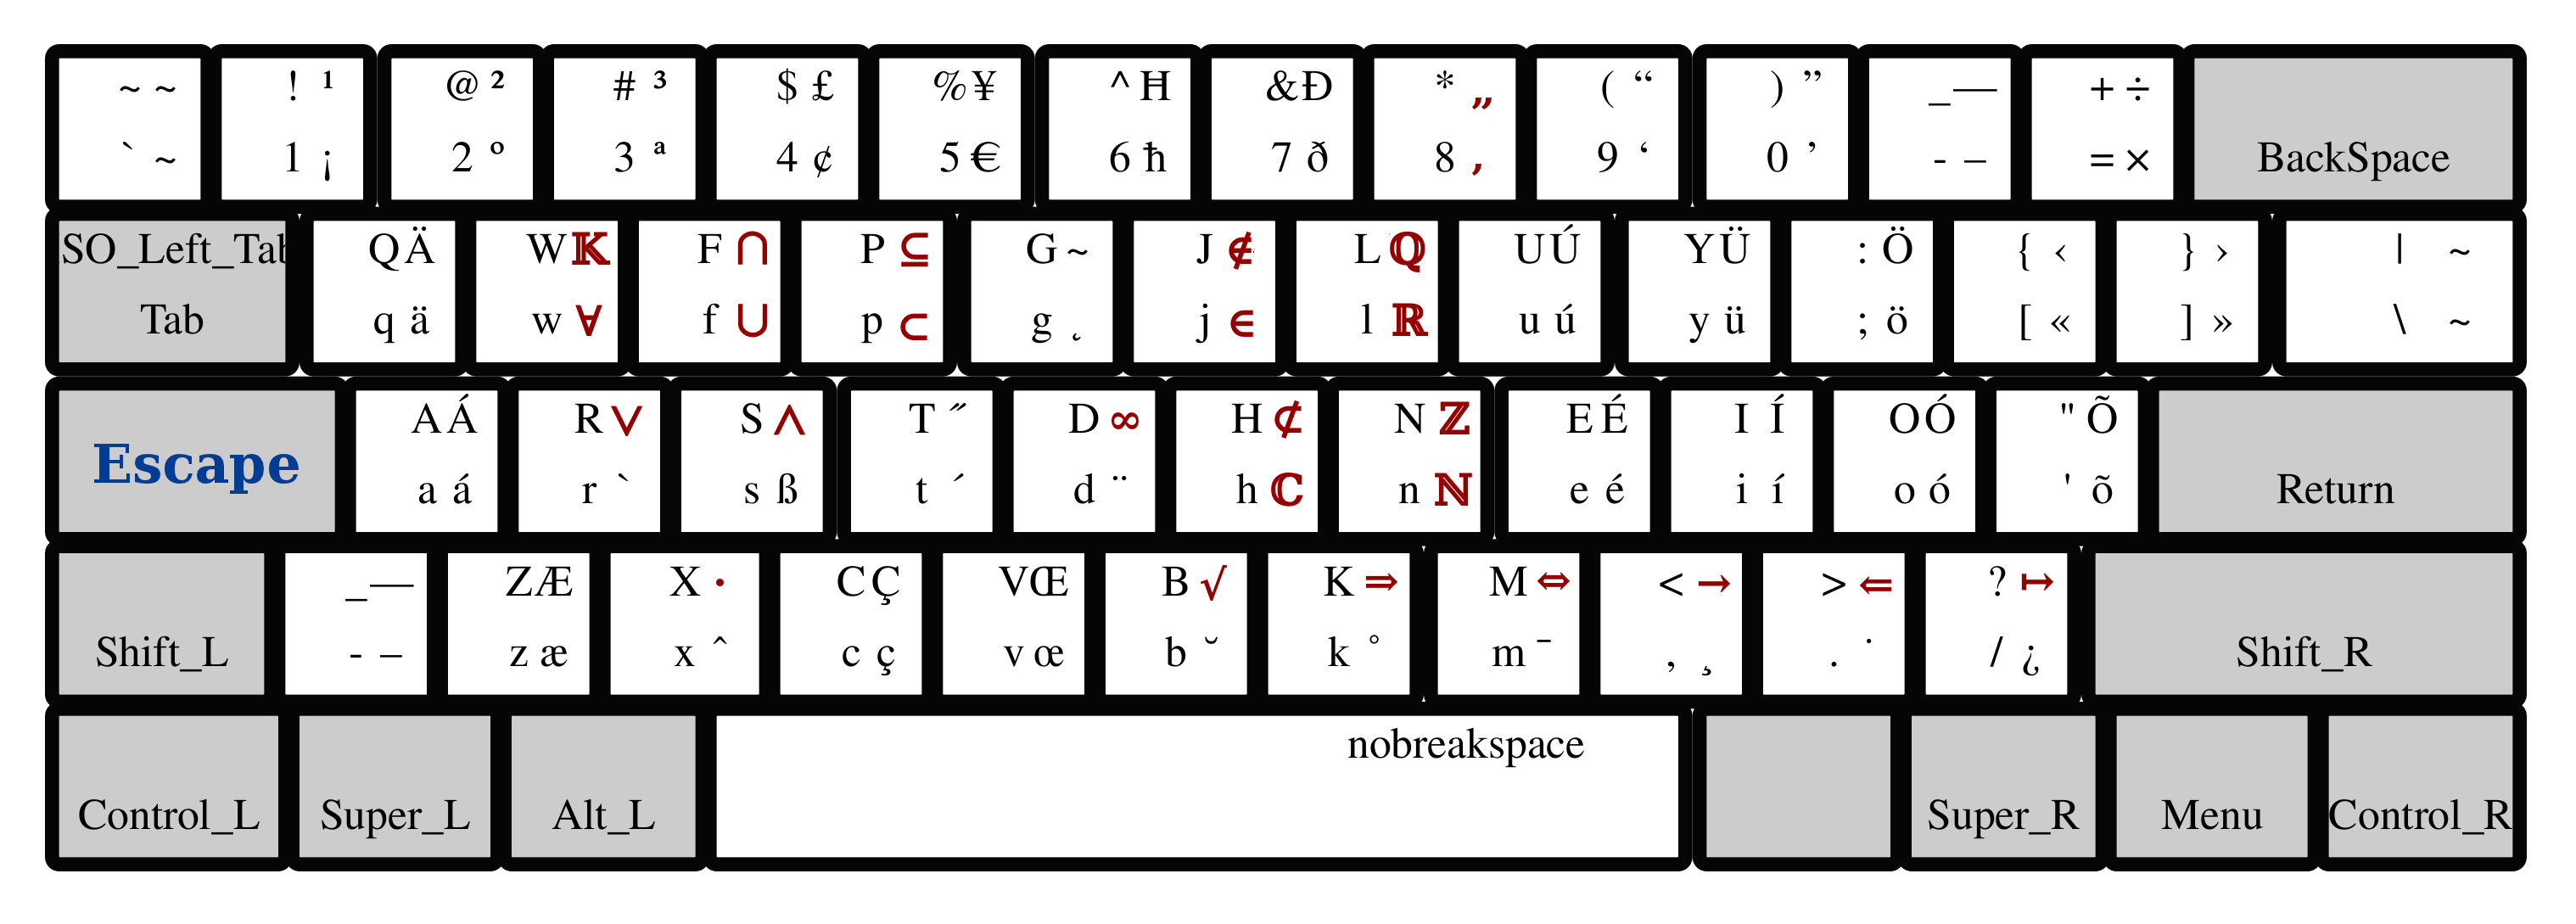 ~ ~ ! ¹ @ ² # ³ $ £ % ¥ ^ Ħ & Ð * „ ( “ ) ” _ — + ÷
` ~ 1 ¡ 2 º 3 ª 4 ¢ 5 € 6 ħ 7 ð 8 ‚ 9 ‘ 0 ’ - – = × BackSpace
SO_Left_Tab Q Ä W 𝕂 F ∩ P ⊆ G ~ J ∉ L ℚ U Ú Y Ü : Ö { ‹ } › | ~
Tab q ä w ∀ f ∪ p ⊂ g ˛ j ∈ l ℝ u ú y ü ; ö [ « ] » \ ~
A Á R ∨ S ∧ T ˝ D ∞ H ⊄ N ℤ E É I Í O Ó " Õ
Escape a á r ` s ß t ´ d ¨ h ℂ n ℕ e é i í o ó ' õ Return
_ — Z Æ X · C Ç V Œ B √ K ⇒ M ⇔ < → > ⇐ ? ↦
Shift_L - – z æ x ˆ c ç v œ b ˘ k ° m ¯ , ¸ . ˙ / ¿ Shift_R
nobreakspace
Control_L Super_L Alt_L Super_R Menu Control_R